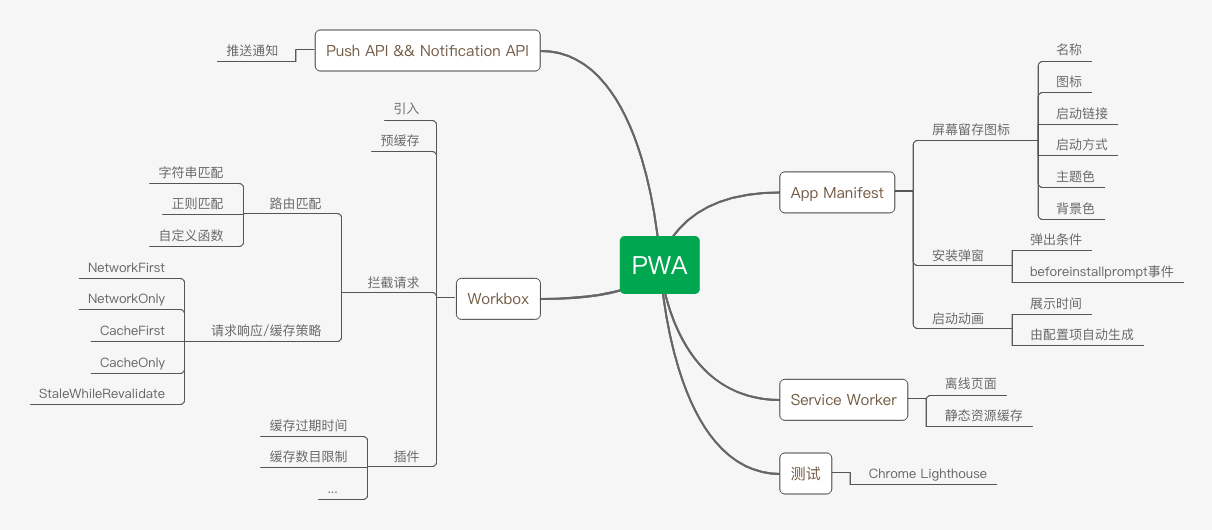 PWA
Push API && Notification API
推送通知
Workbox
引入
预缓存
拦截请求
路由匹配
字符串匹配
正则匹配
自定义函数
请求响应/缓存策略
NetworkFirst
NetworkOnly
CacheFirst
CacheOnly
StaleWhileRevalidate
插件
缓存过期时间
缓存数目限制
...
App Manifest
屏幕留存图标
名称
图标
启动链接
启动方式
主题色
背景色
安装弹窗
弹出条件
beforeinstallprompt事件
启动动画
展示时间
由配置项自动生成
Service Worker
离线页面
静态资源缓存
测试
Chrome Lighthouse